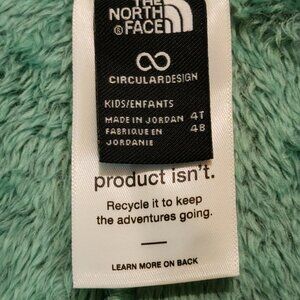 THE
NORTH
FACE
®
CIRCULARDESIGN
KIDS/ENFANTS
MADE IN JORDAN 4T
FABRIQUE EN 4B
JORDANIE
product isn't.
Recycle it to keep
the adventures going.
LEARN MORE ON BACK